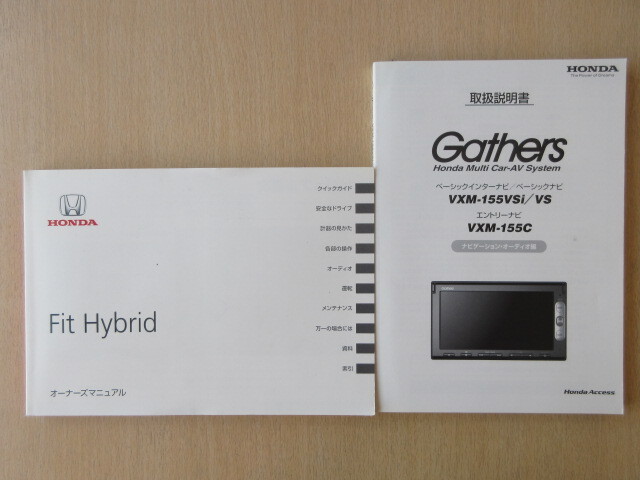 HONDA
クイックガイド
安全なドライブ
計器の見かた
各部の操作
オーディオ
運転
メンテナンス
万一の場合には
資料
索引
Fit Hybrid
オーナーズマニュアル
HONDA
The Power of Dreams
取扱説明書
Gathers
Honda Multi Car-AV System
ベーシックインターナビ／ベーシックナビ
VXM-155VSi／VS
エントリーナビ
VXM-155C
ナビゲーション・オーディオ編
Honda Access